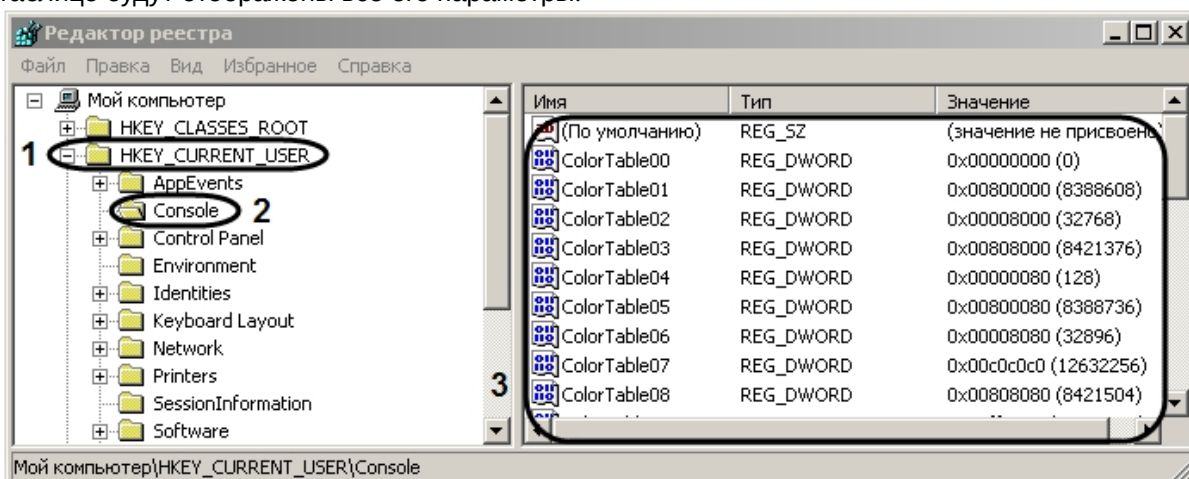 таблице будут отображены все его параметры.
Редактор реестра
Файл Правка Вид Избранное Справка
Мой компьютер
HKEY_CLASSES_ROOT
1 HKEY_CURRENT_USER
AppEvents
Console 2
Control Panel
Environment
Identities
Keyboard Layout
Network
Printers
SessionInformation
Software
3
Имя Тип Значение
(По умолчанию) REG_SZ (значение не присвоено)
ColorTable00 REG_DWORD 0x00000000 (0)
ColorTable01 REG_DWORD 0x00800000 (8388608)
ColorTable02 REG_DWORD 0x00008000 (32768)
ColorTable03 REG_DWORD 0x00808000 (8421376)
ColorTable04 REG_DWORD 0x00000080 (128)
ColorTable05 REG_DWORD 0x00800080 (8388736)
ColorTable06 REG_DWORD 0x00008080 (32896)
ColorTable07 REG_DWORD 0x00c0c0c0 (12632256)
ColorTable08 REG_DWORD 0x00808080 (8421504)
Мой компьютер\HKEY_CURRENT_USER\Console